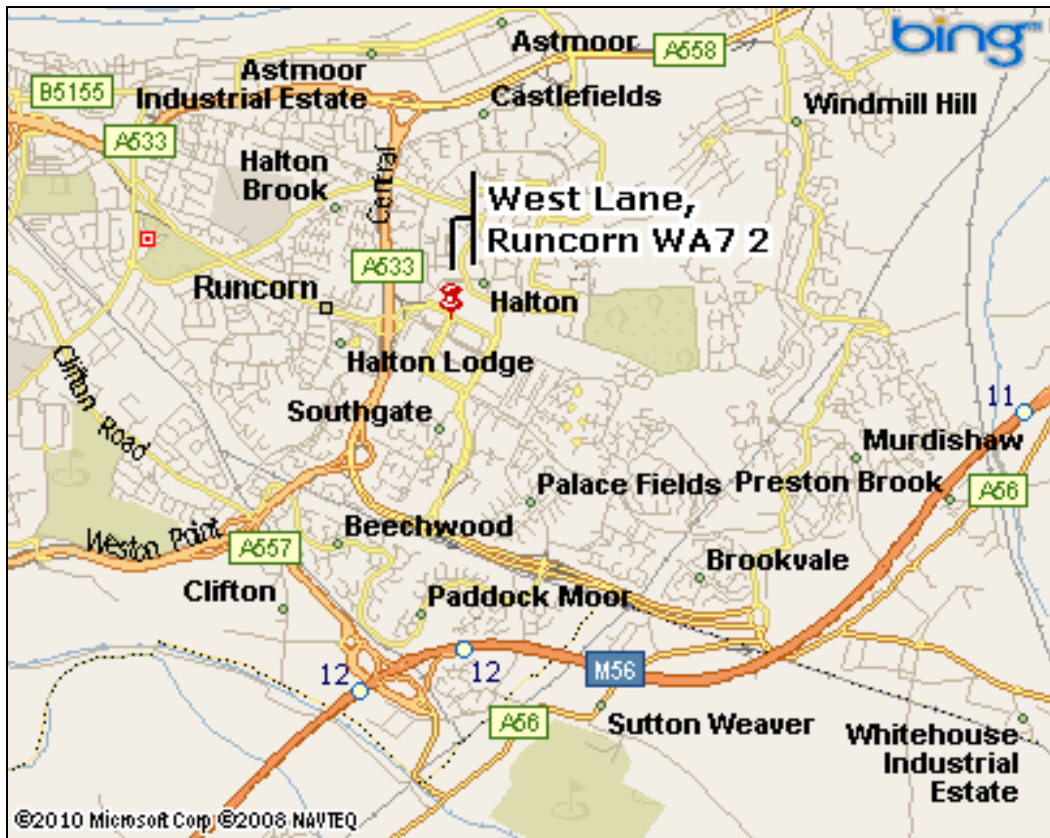 bing
Astmoor
A558
Astmoor
Industrial Estate
B5155
Castlefields
Windmill Hill
A533
Halton
Brook
Central
West Lane,
Runcorn WA7 2
A533
Runcorn
Halton
Halton Lodge
Clifton Road
Southgate
11
Murdishaw
Palace Fields
Preston Brook
A56
Weston Point
Beechwood
A557
Brookvale
Clifton
Paddock Moor
12
12
M56
A56
Sutton Weaver
Whitehouse
Industrial
Estate
©2010 Microsoft Corp ©2008 NAVTEQ